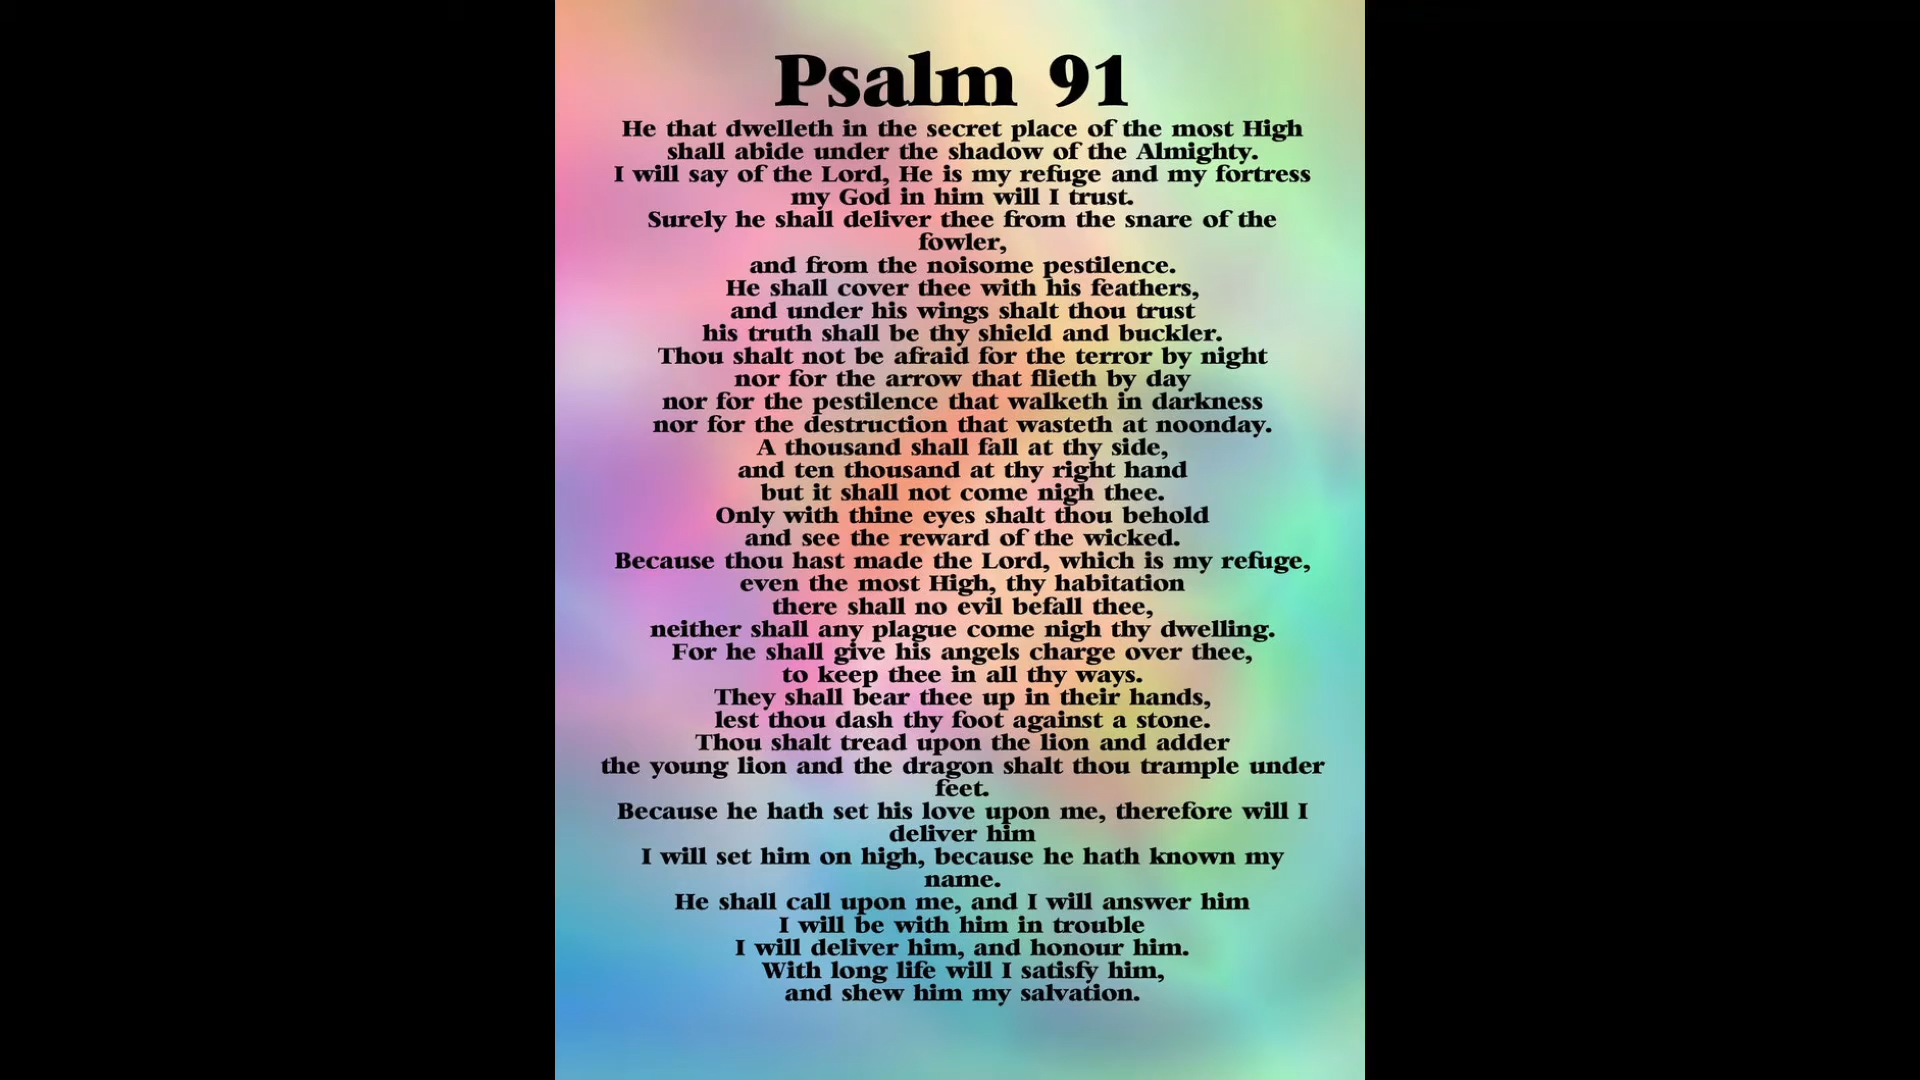 Psalm 91
He that dwelleth in the secret place of the most High
shall abide under the shadow of the Almighty.
I will say of the Lord, He is my refuge and my fortress
my God in him will I trust.
Surely he shall deliver thee from the snare of the
fowler,
and from the noisome pestilence.
He shall cover thee with his feathers,
and under his wings shalt thou trust
his truth shall be thy shield and buckler.
Thou shalt not be afraid for the terror by night
nor for the arrow that flieth by day
nor for the pestilence that walketh in darkness
nor for the destruction that wasteth at noonday.
A thousand shall fall at thy side,
and ten thousand at thy right hand
but it shall not come nigh thee.
Only with thine eyes shalt thou behold
and see the reward of the wicked.
Because thou hast made the Lord, which is my refuge,
even the most High, thy habitation
there shall no evil befall thee,
neither shall any plague come nigh thy dwelling.
For he shall give his angels charge over thee,
to keep thee in all thy ways.
They shall bear thee up in their hands,
lest thou dash thy foot against a stone.
Thou shalt tread upon the lion and adder
the young lion and the dragon shalt thou trample under
feet.
Because he hath set his love upon me, therefore will I
deliver him
I will set him on high, because he hath known my
name.
He shall call upon me, and I will answer him
I will be with him in trouble
I will deliver him, and honour him.
With long life will I satisfy him,
and shew him my salvation.